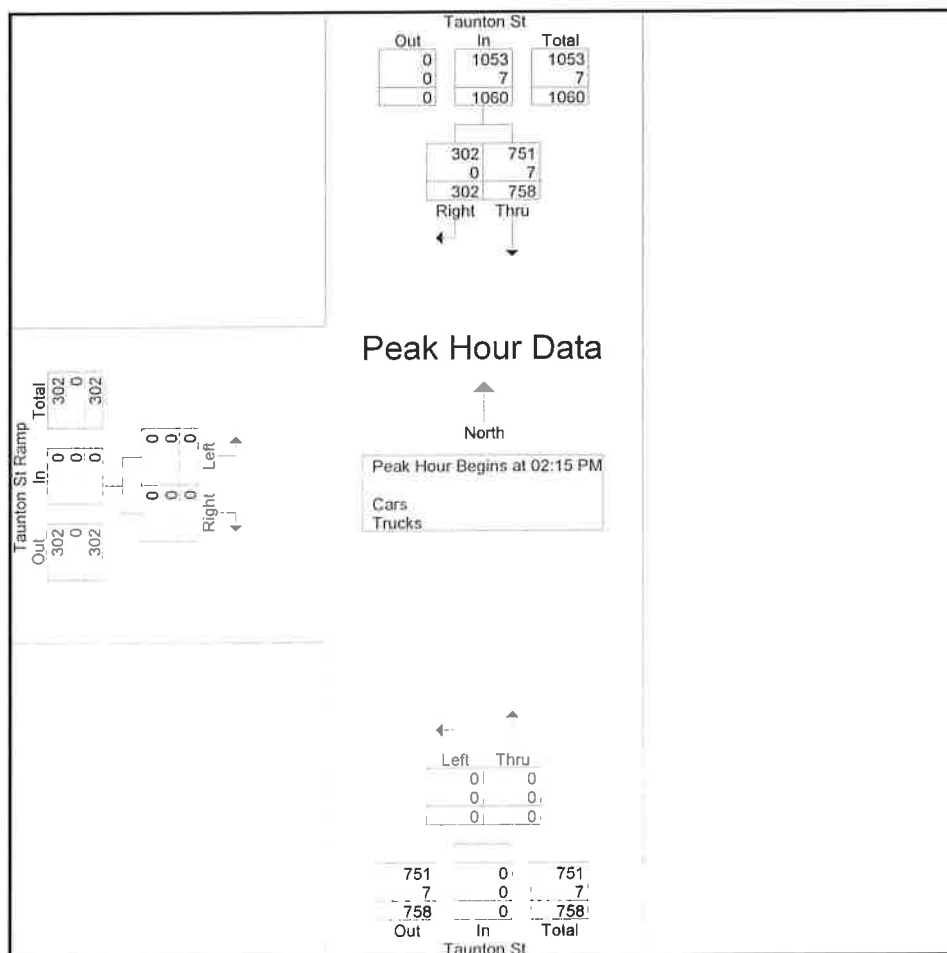 Taunton St
Out In Total
0 1053 1053
0 7 7
0 1060 1060
302 751
0 7
302 758
Right Thru
Peak Hour Data
North
Peak Hour Begins at 02:15 PM
Cars
Trucks
Taunton St Ramp
Out In Total
302 0 302
0 0 0
302 0 302
Right Left
0 0
0 0
0 0
Left Thru
0 0
0 0
0 0
751 0 751
7 0 7
758 0 758
Out In Total
Taunton St